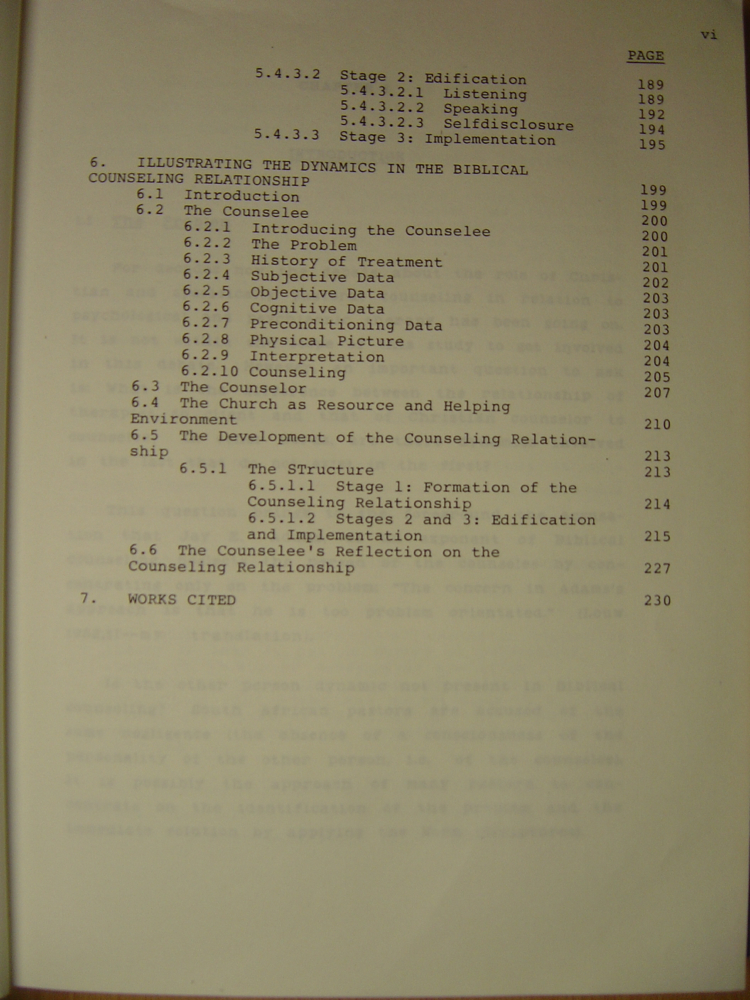 vi
PAGE
5.4.3.2 Stage 2: Edification 189
5.4.3.2.1 Listening 189
5.4.3.2.2 Speaking 192
5.4.3.2.3 Selfdisclosure 194
5.4.3.3 Stage 3: Implementation 195
6. ILLUSTRATING THE DYNAMICS IN THE BIBLICAL
COUNSELING RELATIONSHIP 199
6.1 Introduction 199
6.2 The Counselee 200
6.2.1 Introducing the Counselee 200
6.2.2 The Problem 201
6.2.3 History of Treatment 201
6.2.4 Subjective Data 202
6.2.5 Objective Data 203
6.2.6 Cognitive Data 203
6.2.7 Preconditioning Data 203
6.2.8 Physical Picture 204
6.2.9 Interpretation 204
6.2.10 Counseling 205
6.3 The Counselor 207
6.4 The Church as Resource and Helping
Environment 210
6.5 The Development of the Counseling Relation-
ship 213
6.5.1 The STructure 213
6.5.1.1 Stage 1: Formation of the
Counseling Relationship 214
6.5.1.2 Stages 2 and 3: Edification
and Implementation 215
6.6 The Counselee's Reflection on the
Counseling Relationship 227
7. WORKS CITED 230